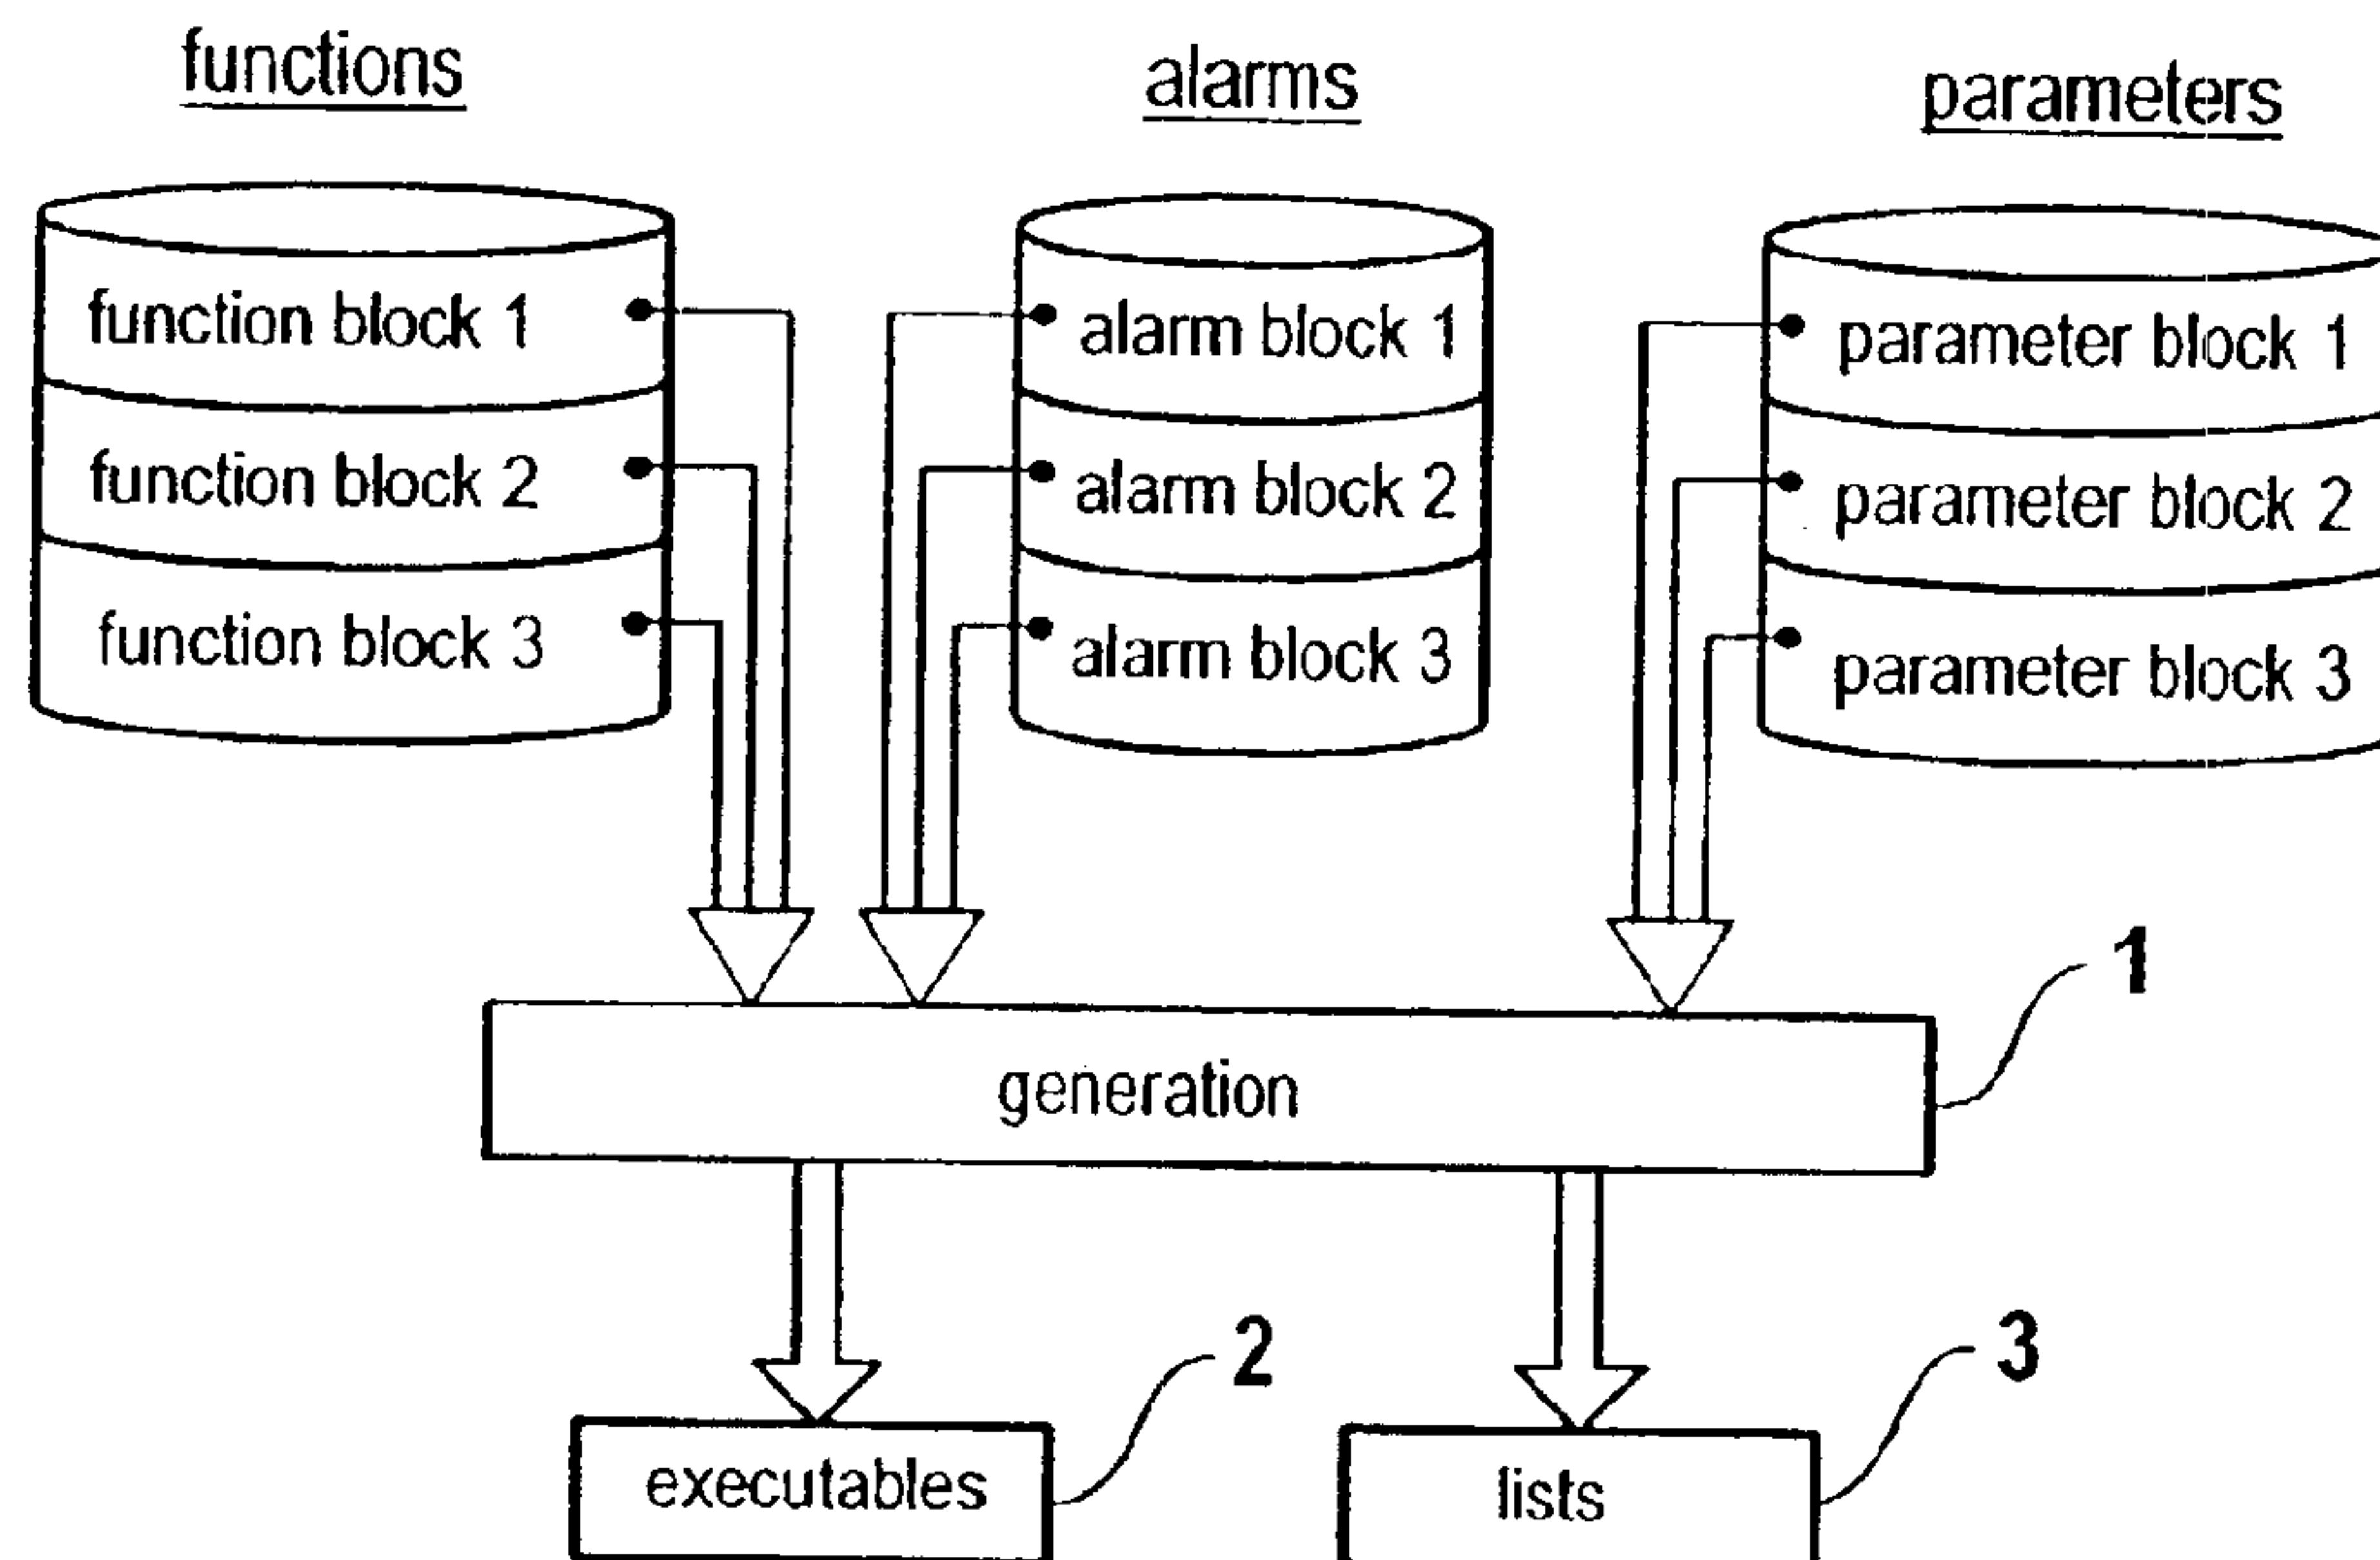 functions
alarms
parameters
function block 1
alarm block 1
parameter block 1
function block 2
alarm block 2
parameter block 2
function block 3
alarm block 3
parameter block 3
1
generation
2
3
executables
lists